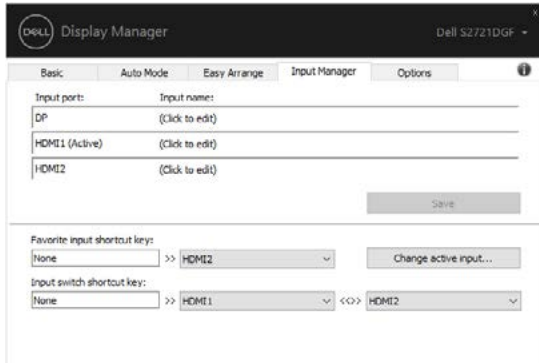 DELL Display Manager Dell S2721DGF
Basic Auto Mode Easy Arrange Input Manager Options
Input port: Input name:
DP (Click to edit)
HDMI1 (Active) (Click to edit)
HDMI2 (Click to edit)
Save
Favorite input shortcut key:
None >> HDMI2 Change active input...
Input switch shortcut key:
None >> HDMI1 <<>> HDMI2